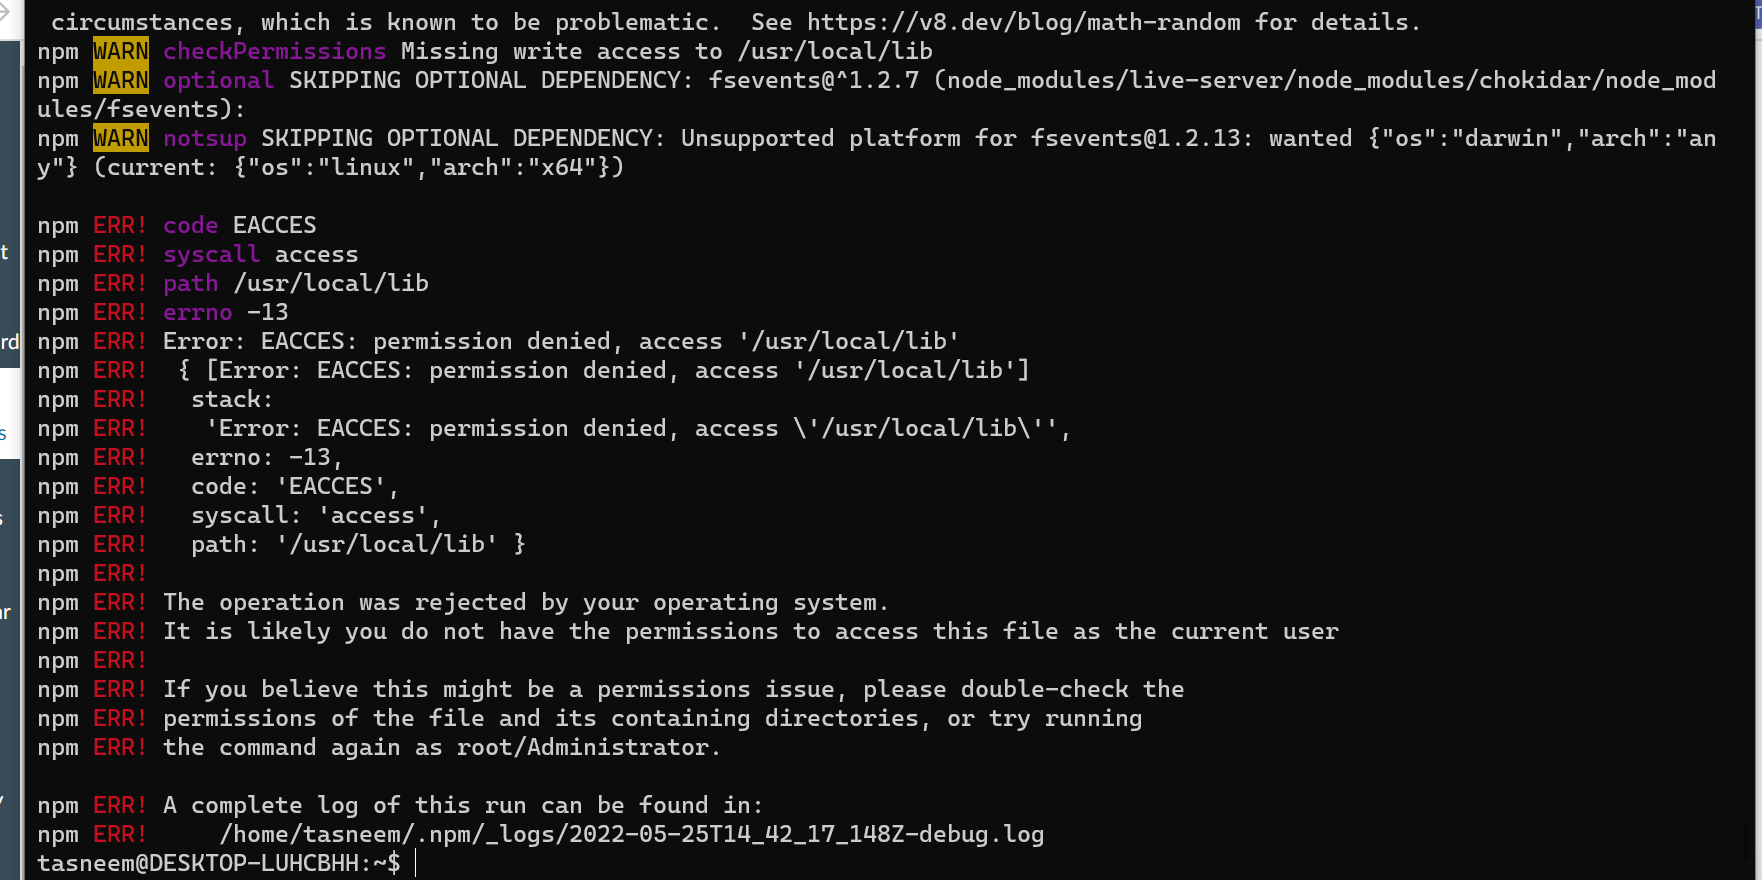 circumstances, which is known to be problematic.  See https://v8.dev/blog/math-random for details.
npm WARN checkPermissions Missing write access to /usr/local/lib
npm WARN optional SKIPPING OPTIONAL DEPENDENCY: fsevents@^1.2.7 (node_modules/live-server/node_modules/chokidar/node_mod
ules/fsevents):
npm WARN notsup SKIPPING OPTIONAL DEPENDENCY: Unsupported platform for fsevents@1.2.13: wanted {"os":"darwin","arch":"an
y"} (current: {"os":"linux","arch":"x64"})
npm ERR! code EACCES
npm ERR! syscall access
npm ERR! path /usr/local/lib
npm ERR! errno -13
npm ERR! Error: EACCES: permission denied, access '/usr/local/lib'
npm ERR!  { [Error: EACCES: permission denied, access '/usr/local/lib']
npm ERR!   stack:
npm ERR!    'Error: EACCES: permission denied, access \'/usr/local/lib\'',
npm ERR!   errno: -13,
npm ERR!   code: 'EACCES',
npm ERR!   syscall: 'access',
npm ERR!   path: '/usr/local/lib' }
npm ERR!
npm ERR! The operation was rejected by your operating system.
npm ERR! It is likely you do not have the permissions to access this file as the current user
npm ERR!
npm ERR! If you believe this might be a permissions issue, please double-check the
npm ERR! permissions of the file and its containing directories, or try running
npm ERR! the command again as root/Administrator.
npm ERR! A complete log of this run can be found in:
npm ERR!     /home/tasneem/.npm/_logs/2022-05-25T14_42_17_148Z-debug.log
tasneem@DESKTOP-LUHCBHH:~$